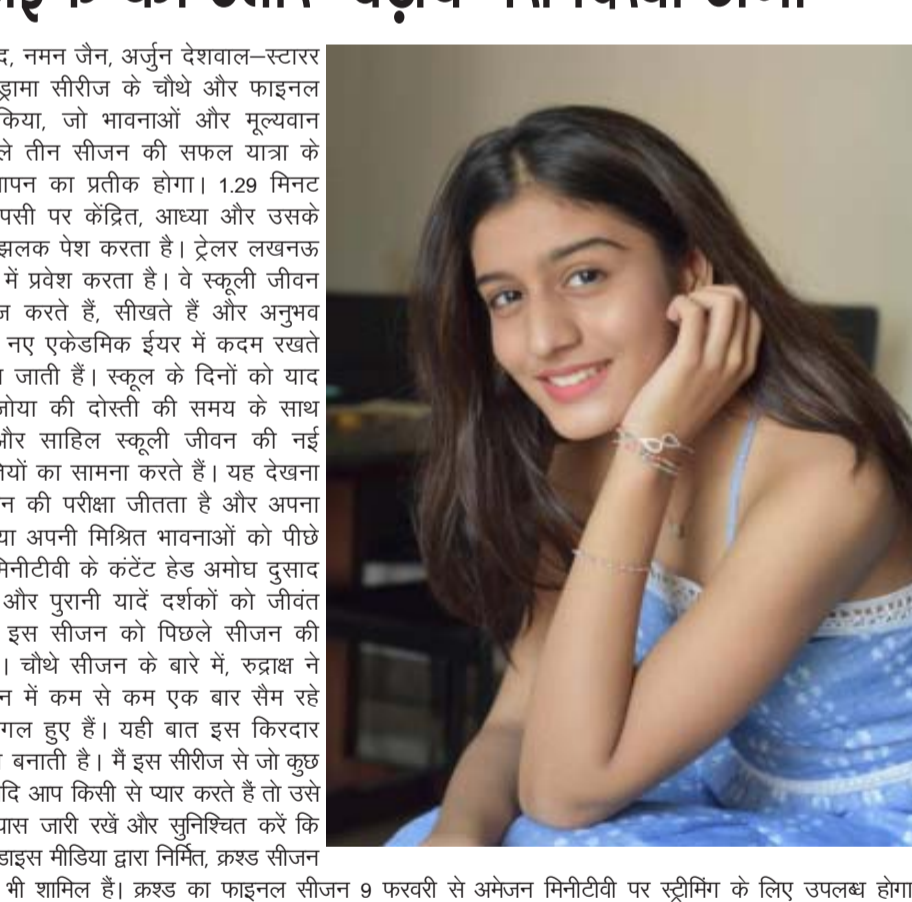 नमन जैन, अर्जुन देशवाल–स्टारर
ड्रामा सीरीज के चौथे और फाइनल
किया, जो भावनाओं और मूल्यवान
तीन सीजन की सफल यात्रा के
का प्रतीक होगा। 1.29 मिनट
पर केंद्रित, आध्या और उसके
झलक पेश करता है। ट्रेलर लखनऊ
में प्रवेश करता है। वे स्कूली जीवन
करते हैं, सीखते हैं और अनुभव
नए एकेडमिक ईयर में कदम रखते
जाती हैं। स्कूल के दिनों को याद
जोया की दोस्ती की समय के साथ
और साहिल स्कूली जीवन की नई
का सामना करते हैं। यह देखना
की परीक्षा जीतता है और अपना
अपनी मिश्रित भावनाओं को पीछे
मिनीटीवी के कंटेंट हेड अमोघ दुसाद
और पुरानी यादें दर्शकों को जीवंत
इस सीजन को पिछले सीजन की
। चौथे सीजन के बारे में, रुद्राक्ष ने
में कम से कम एक बार सैम रहे
हुए हैं। यही बात इस किरदार
बनाती है। मैं इस सीरीज से जो कुछ
आप किसी से प्यार करते हैं तो उसे
जारी रखें और सुनिश्चित करें कि
मीडिया द्वारा निर्मित, क्रश्ड सीजन
भी शामिल हैं। क्रश्ड का फाइनल सीजन 9 फरवरी से अमेजन मिनीटीवी पर स्ट्रीमिंग के लिए उपलब्ध होगा